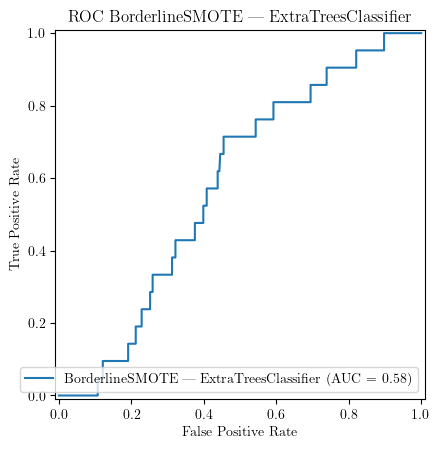 ROC BorderlineSMOTE — ExtraTreesClassifier
1.0
0.8
0.6
0.4
0.2
0.0
True Positive Rate
BorderlineSMOTE — ExtraTreesClassifier (AUC = 0.58)
0.0 0.2 0.4 0.6 0.8 1.0
False Positive Rate